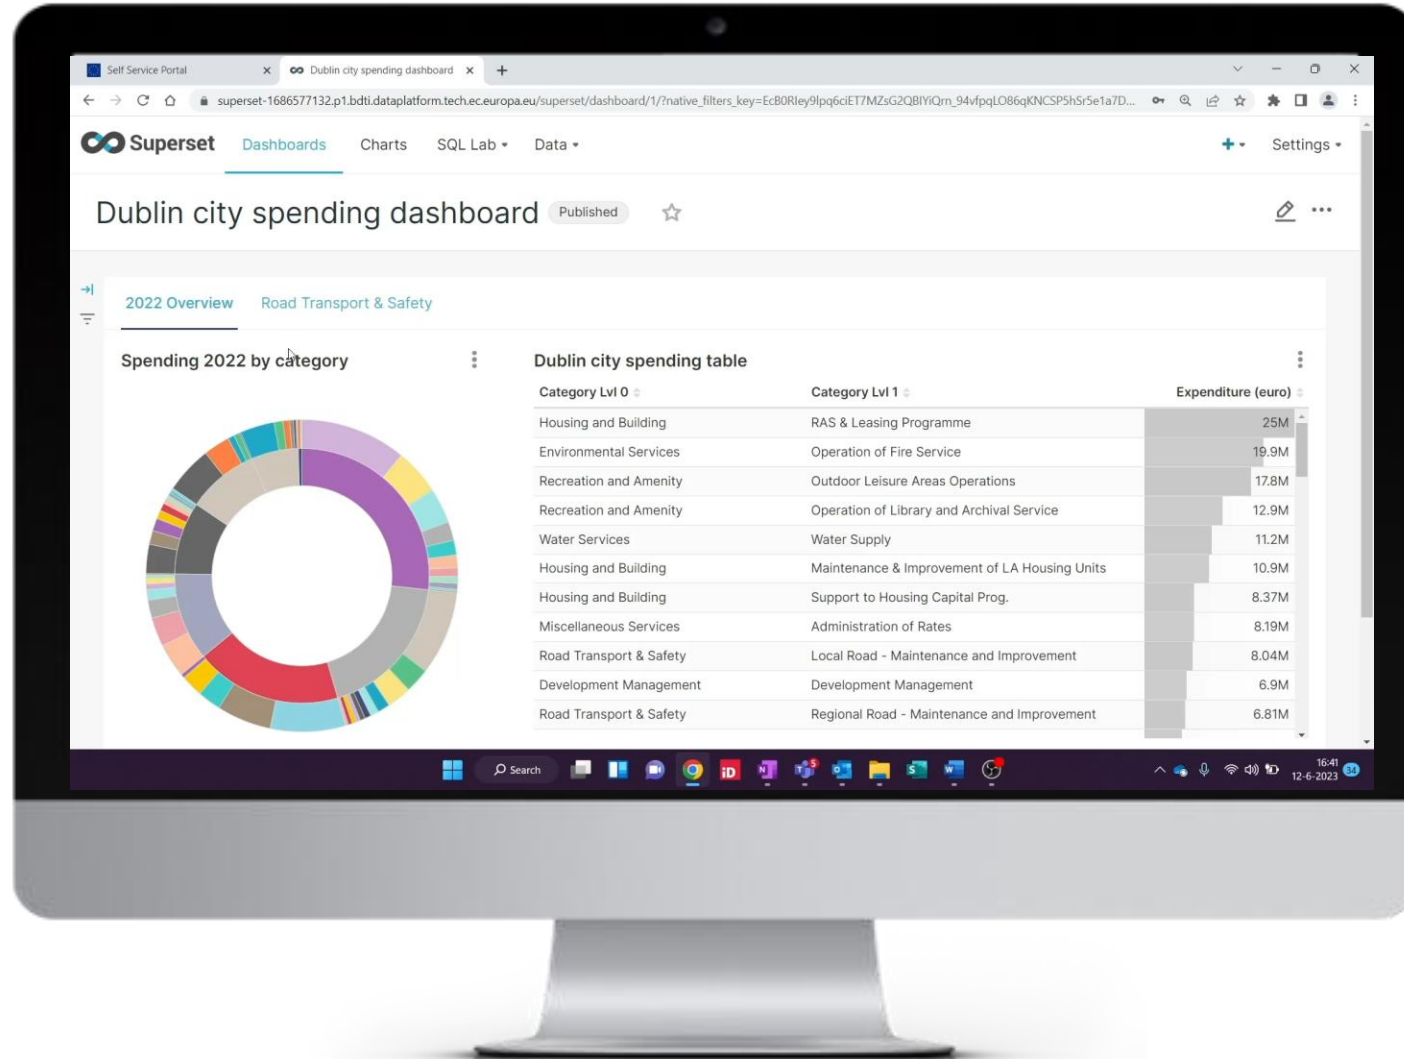 Self Service Portal
Dublin city spending dashboard
superset-1686577132.p1.bdti.dataplatform.tech.ec.europa.eu/superset/dashboard/1/?native_filters_key=
Superset Dashboards Charts SQL Lab Data Settings
Dublin city spending dashboard Published
2022 Overview Road Transport & Safety
Spending 2022 by category
Dublin city spending table
Category Lvl 0 Category Lvl 1 Expenditure (euro)
Housing and Building RAS & Leasing Programme 25M
Environmental Services Operation of Fire Service 19.9M
Recreation and Amenity Outdoor Leisure Areas Operations 17.8M
Recreation and Amenity Operation of Library and Archival Service 12.9M
Water Services Water Supply 11.2M
Housing and Building Maintenance & Improvement of LA Housing Units 10.9M
Housing and Building Support to Housing Capital Prog. 8.37M
Miscellaneous Services Administration of Rates 8.19M
Road Transport & Safety Local Road - Maintenance and Improvement 8.04M
Development Management Development Management 6.9M
Road Transport & Safety Regional Road - Maintenance and Improvement 6.81M
Search
16:41
12-6-2023 34